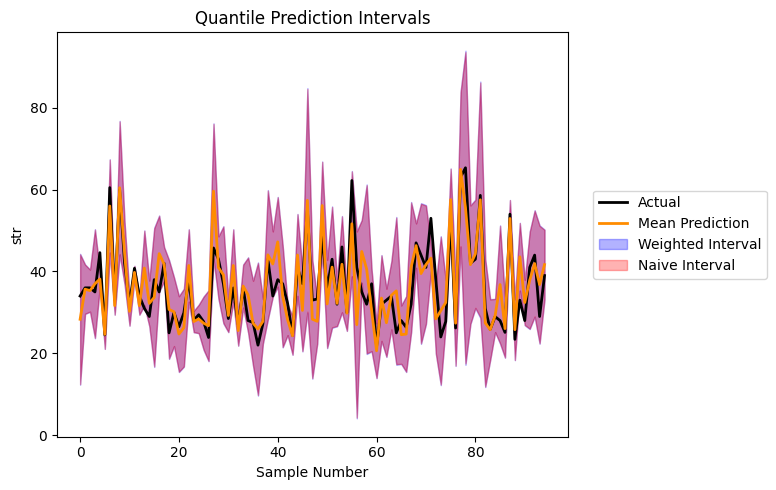 Quantile Prediction Intervals
str
80
60
40
20
0
0 20 40 60 80
Sample Number
Actual
Mean Prediction
Weighted Interval
Naive Interval